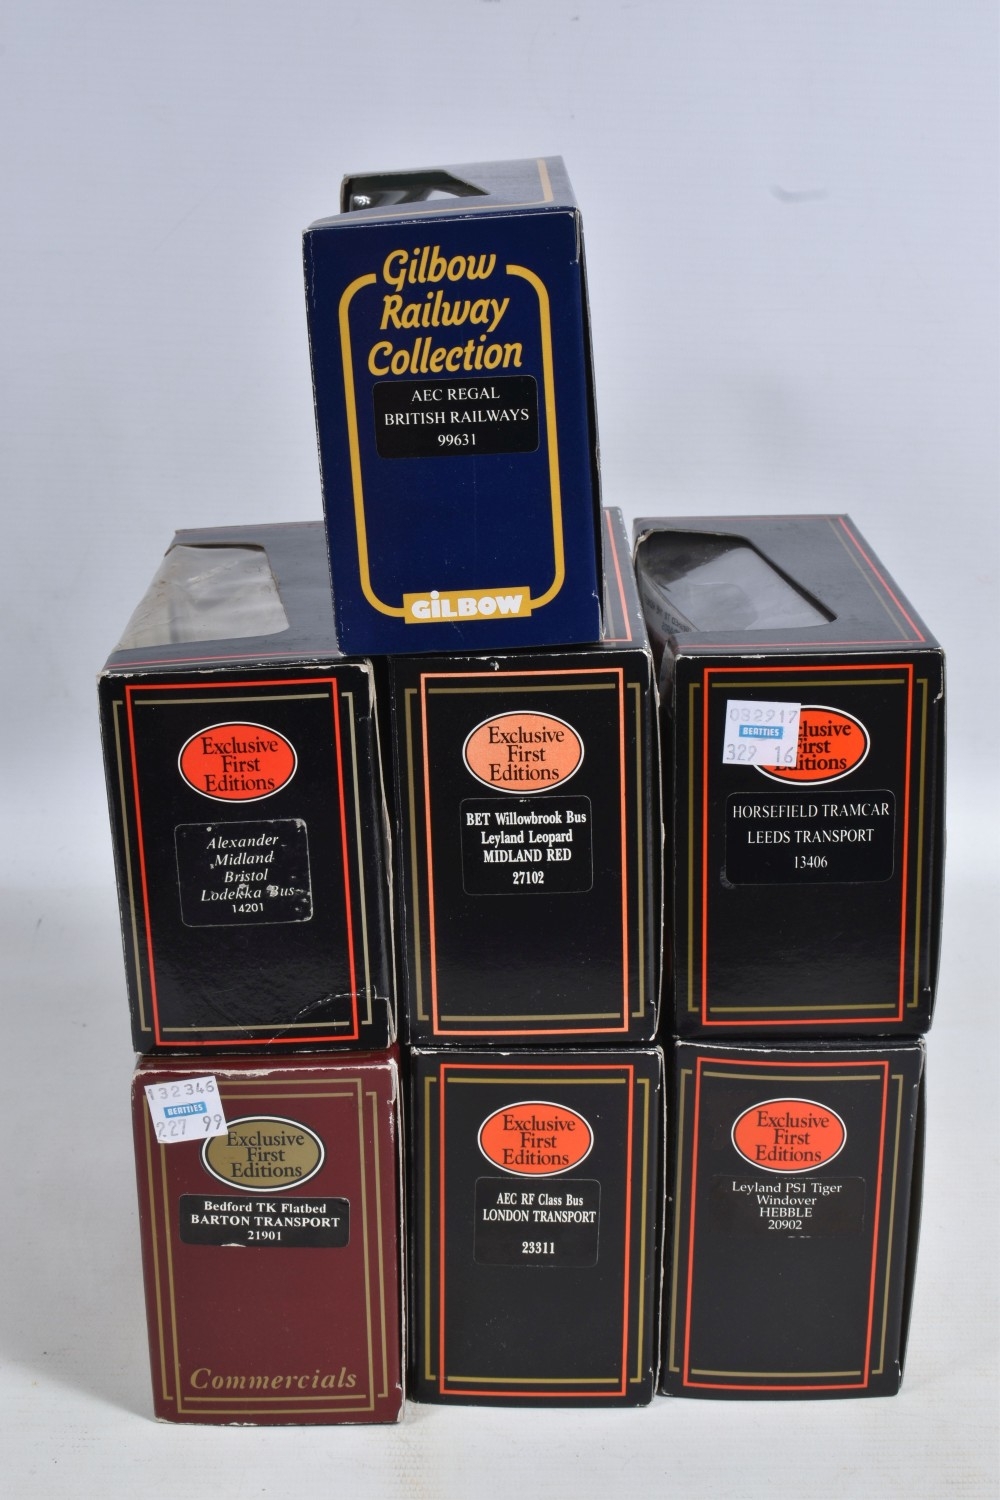 Gilbow
Railway
Collection
AEC REGAL
BRITISH RAILWAYS
99631
GiLBOW
Exclusive
First
Editions
Alexander
Midland
Bristol
Lodekka Bus
14201
Exclusive
First
Editions
BET Willowbrook Bus
Leyland Leopard
MIDLAND RED
27102
032917
BEATTIES
329 16
Exclusive
First
Editions
HORSEFIELD TRAMCAR
LEEDS TRANSPORT
13406
132346
BEATTIES
227 99
Exclusive
First
Editions
Bedford TK Flatbed
BARTON TRANSPORT
21901
Commercials
Exclusive
First
Editions
AEC RF Class Bus
LONDON TRANSPORT
23311
Exclusive
First
Editions
Leyland PS1 Tiger
Windover
HEBBLE
20902